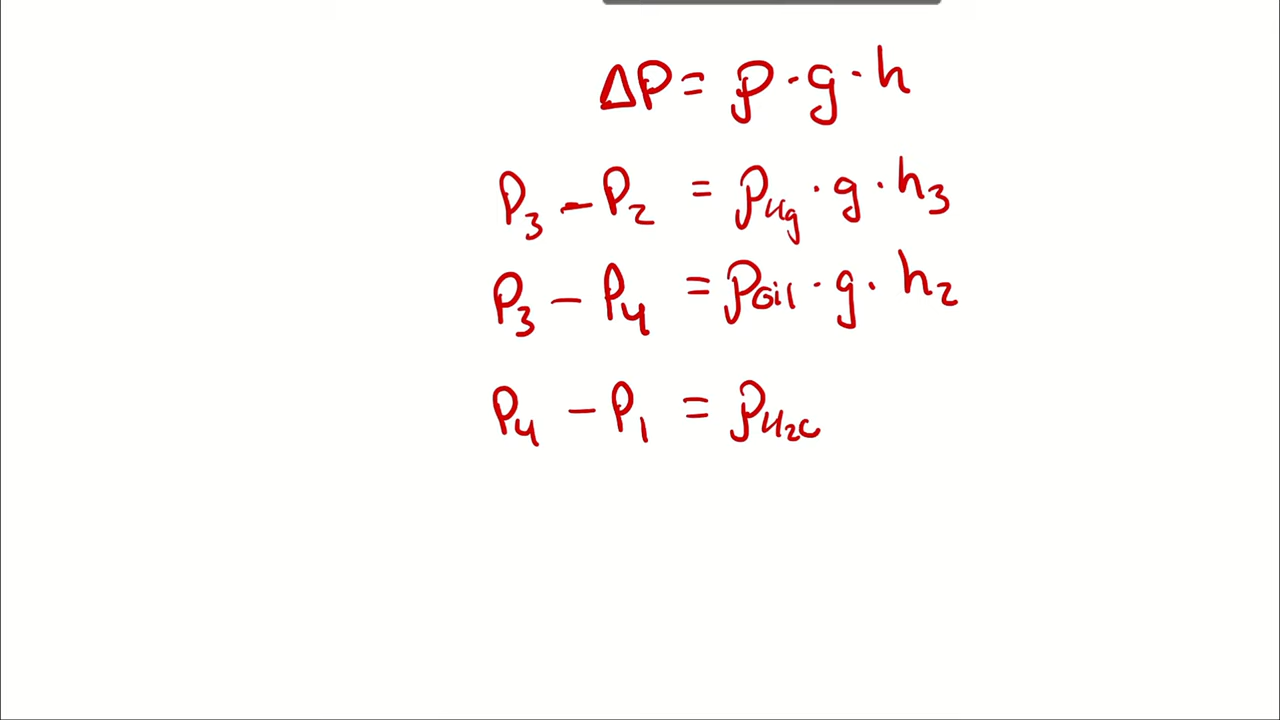 ΔP = ρ · g · h
P₃ − P₂ = ρHg · g · h₃
P₃ − P₄ = ρoil · g · h₂
P₄ − P₁ = ρH₂O